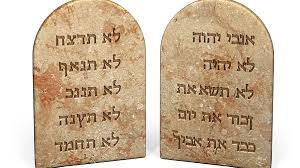 אנכי יהוה
לא יהיה
לא תשא את
זכור את יום
כבד את אביך
לא תרצח
לא תנאף
לא תגנב
לא תענה
לא תחמד